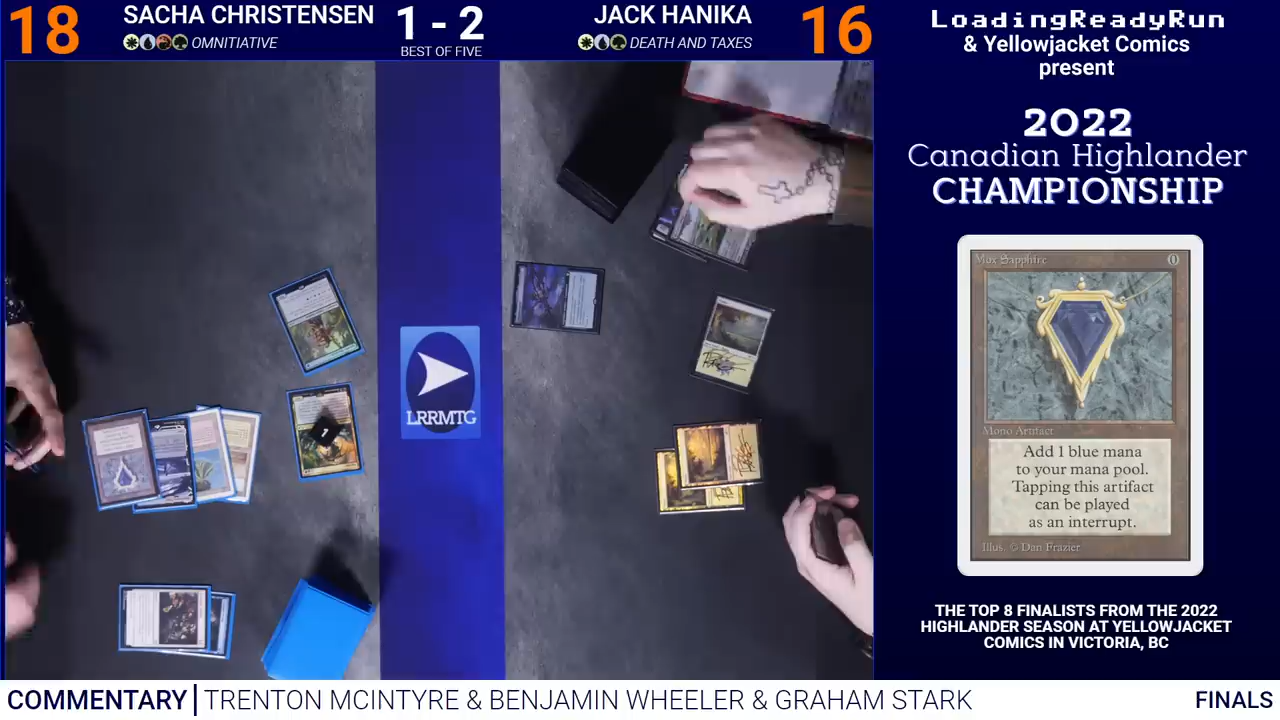 18
SACHA CHRISTENSEN
OMNITIATIVE
1 - 2
BEST OF FIVE
JACK HANIKA
DEATH AND TAXES
16
LoadingReadyRun
& Yellowjacket Comics
present
2022
Canadian Highlander
CHAMPIONSHIP
Mox Sapphire 0
Mono Artifact
Add 1 blue mana
to your mana pool.
Tapping this artifact
can be played
as an interrupt.
Illus. © Dan Frazier
THE TOP 8 FINALISTS FROM THE 2022
HIGHLANDER SEASON AT YELLOWJACKET
COMICS IN VICTORIA, BC
LRRMTG
1
COMMENTARY TRENTON MCINTYRE & BENJAMIN WHEELER & GRAHAM STARK
FINALS